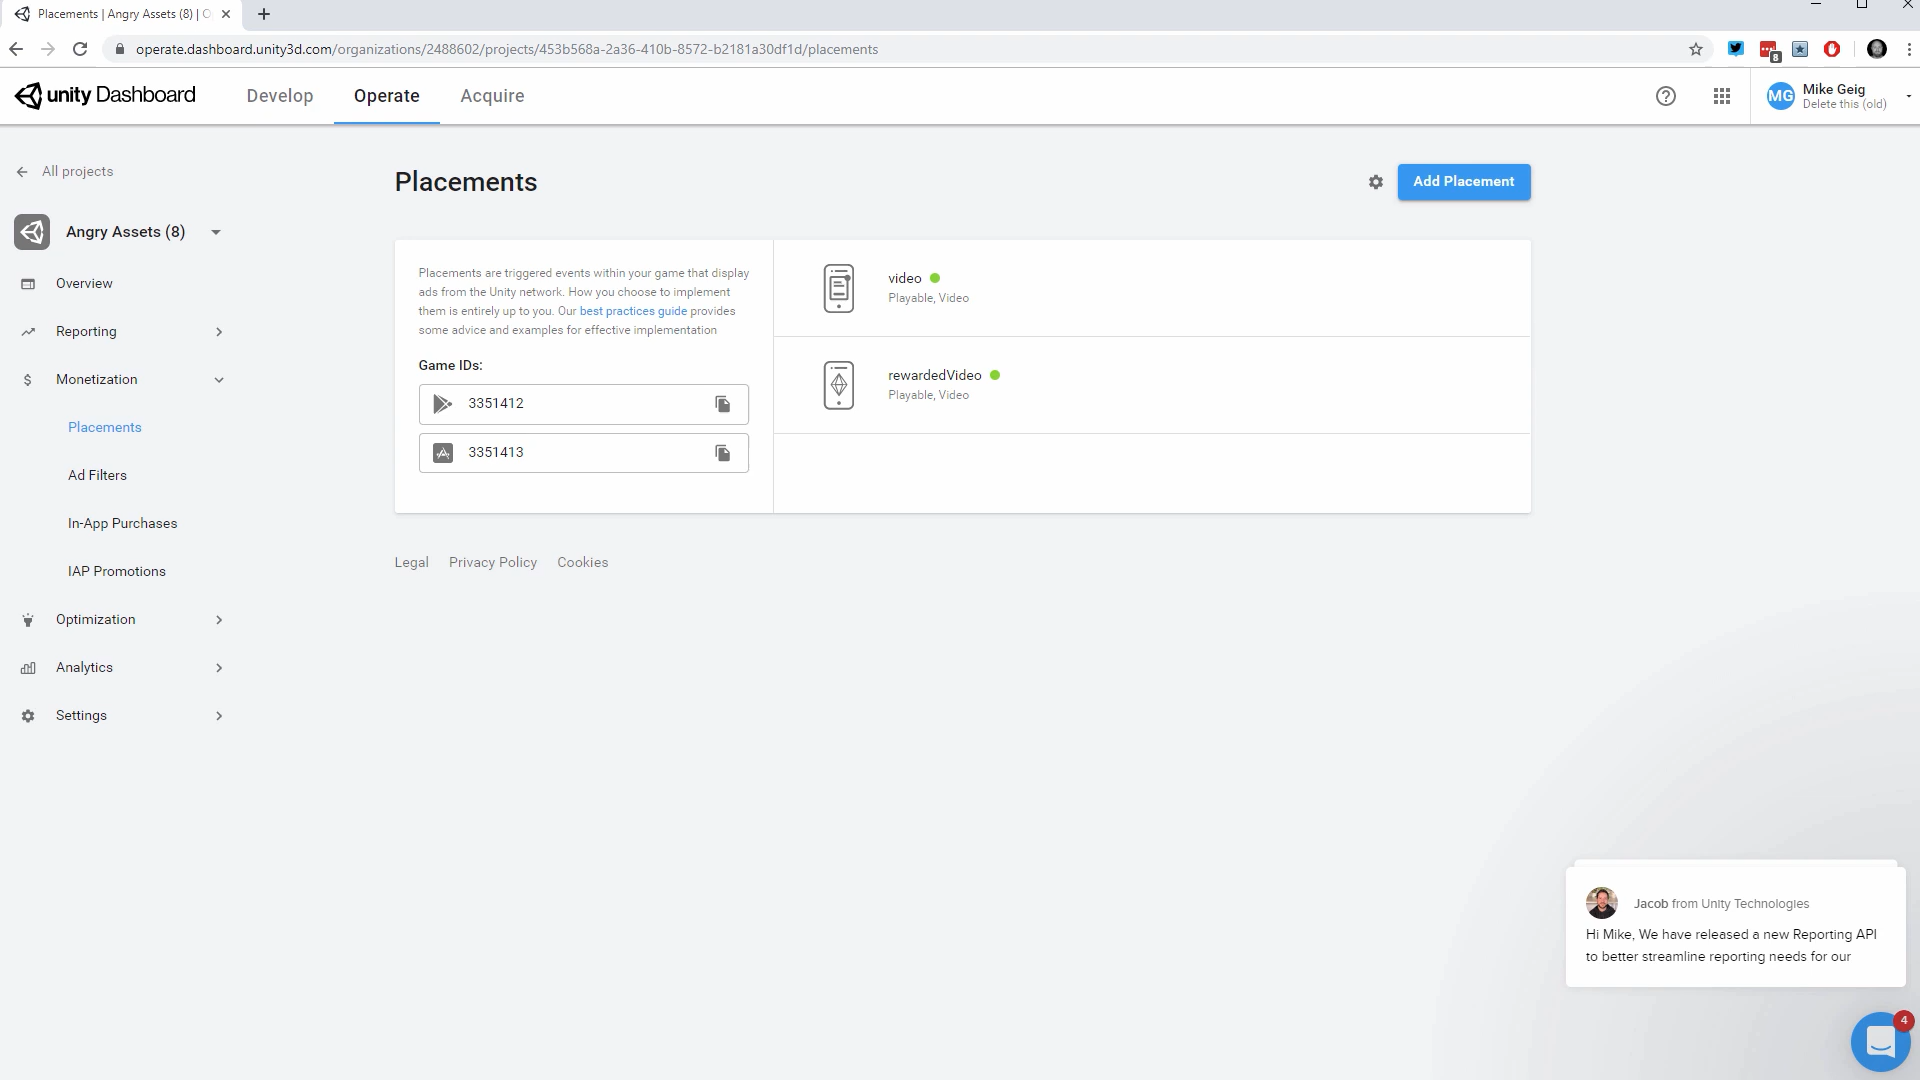 Placements | Angry Assets (8) | O
operate.dashboard.unity3d.com/organizations/2488602/projects/453b568a-2a36-410b-8572-b2181a30df1d/placements
8
unity Dashboard
Develop
Operate
Acquire
MG
Mike Geig
Delete this (old)
All projects
Angry Assets (8)
Overview
Reporting
Monetization
Placements
Ad Filters
In-App Purchases
IAP Promotions
Optimization
Analytics
Settings
Placements
Add Placement
Placements are triggered events within your game that display
ads from the Unity network. How you choose to implement
them is entirely up to you. Our best practices guide provides
some advice and examples for effective implementation
Game IDs:
3351412
3351413
video
Playable, Video
rewardedVideo
Playable, Video
Legal
Privacy Policy
Cookies
Jacob from Unity Technologies
Hi Mike, We have released a new Reporting API
to better streamline reporting needs for our
4